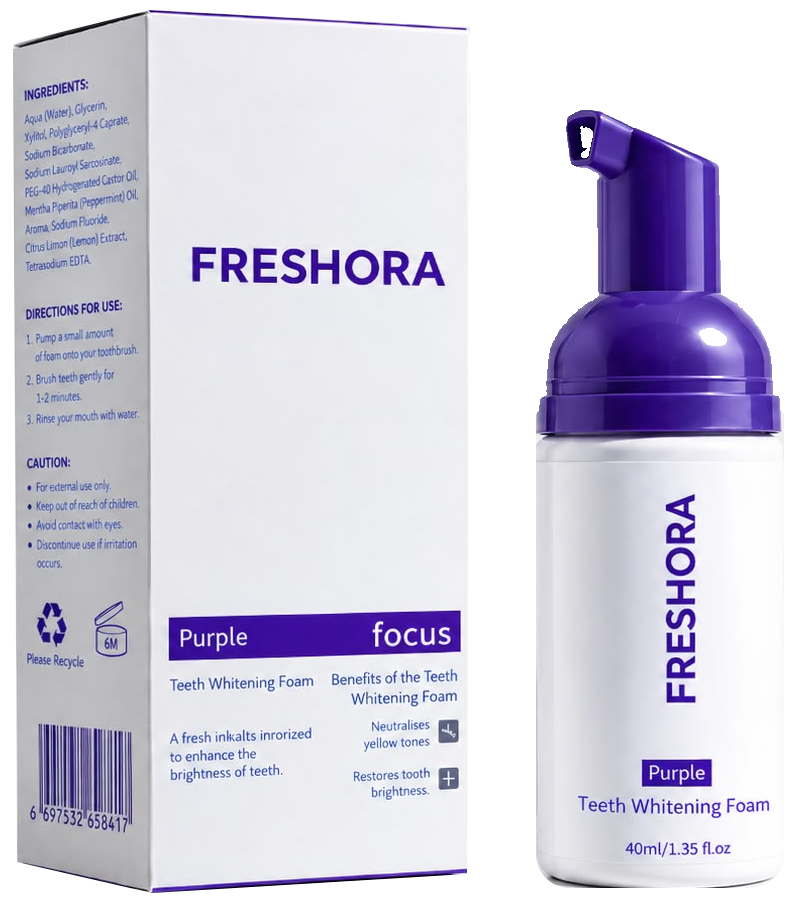 INGREDIENTS:
Aqua (Water), Glycerin,
Xylitol, Polyglyceryl-4 Caprate,
Sodium Bicarbonate,
Sodium Lauroyl Sarcosinate,
PEG-40 Hydrogenated Castor Oil,
Mentha Piperita (Peppermint) Oil,
Aroma, Sodium Fluoride,
Citrus Limon (Lemon) Extract,
Tetrasodium EDTA.
DIRECTIONS FOR USE:
1. Pump a small amount
of foam onto your toothbrush.
2. Brush teeth gently for
1-2 minutes.
3. Rinse your mouth with water.
CAUTION:
• For external use only.
• Keep out of reach of children.
• Avoid contact with eyes.
• Discontinue use if irritation
occurs.
6M
Please Recycle
6 697532 658417
FRESHORA
Purple focus
Teeth Whitening Foam
A fresh inkalts inrorized
to enhance the
brightness of teeth.
Benefits of the Teeth
Whitening Foam
Neutralises
yellow tones
Restores tooth
brightness.
FRESHORA
Purple
Teeth Whitening Foam
40ml/1.35 fl.oz